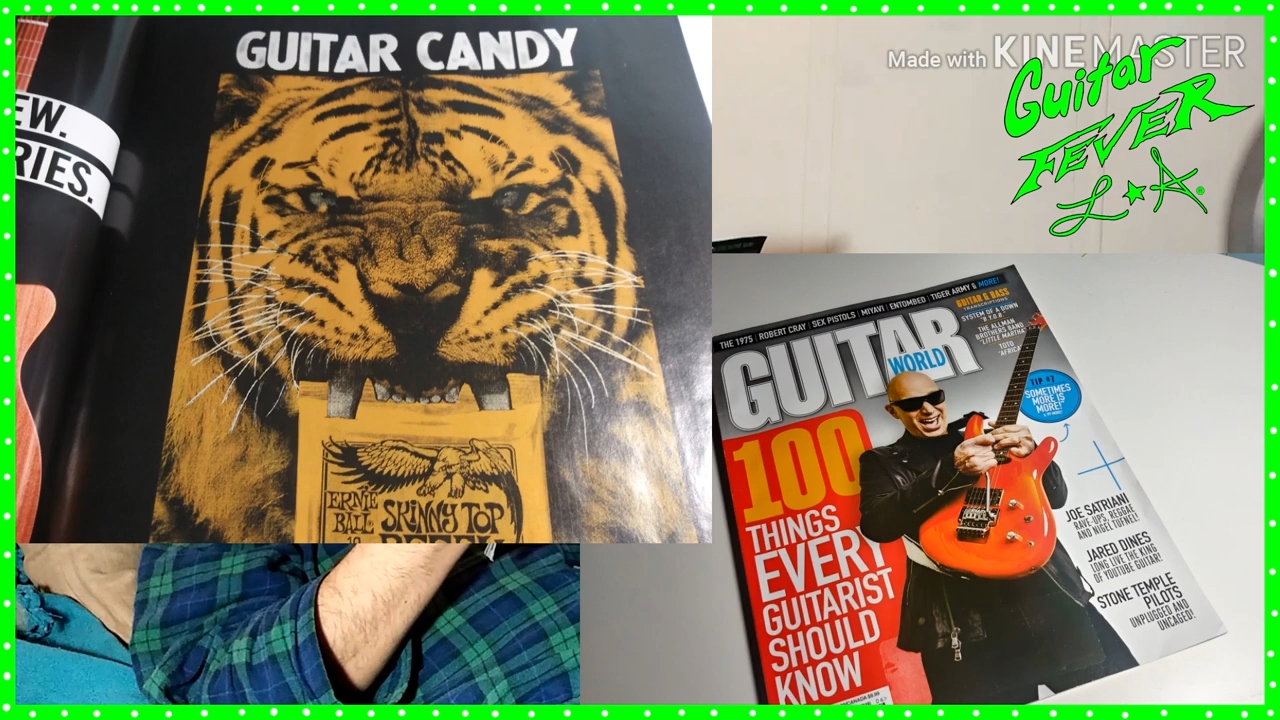 GUITAR CANDY
EW.
RIES.
ERNIE
BALL
SKINNY TOP
Made with KINEMASTER
Guitar
FEVER
L★A®
THE 1975 | ROBERT CRAY | SEX PISTOLS | MIYAVI | ENTOMBED | TIGER ARMY & MORE!
GUITAR
WORLD
GUITAR & BASS
TRANSCRIPTIONS
SYSTEM OF A DOWN
"B.Y.O.B."
THE ALLMAN
BROTHERS BAND
"LITTLE MARTHA"
TOTO
"AFRICA"
TIP #1
SOMETIMES
MORE IS
MORE!
100
THINGS
EVERY
GUITARIST
SHOULD
KNOW
JOE SATRIANI
RAVE-UPS, REGGAE
AND NIGEL TUFNEL!
JARED DINES
LONG LIVE THE KING
OF YOUTUBE GUITAR!
STONE TEMPLE
PILOTS
UNPLUGGED AND
UNCAGED!